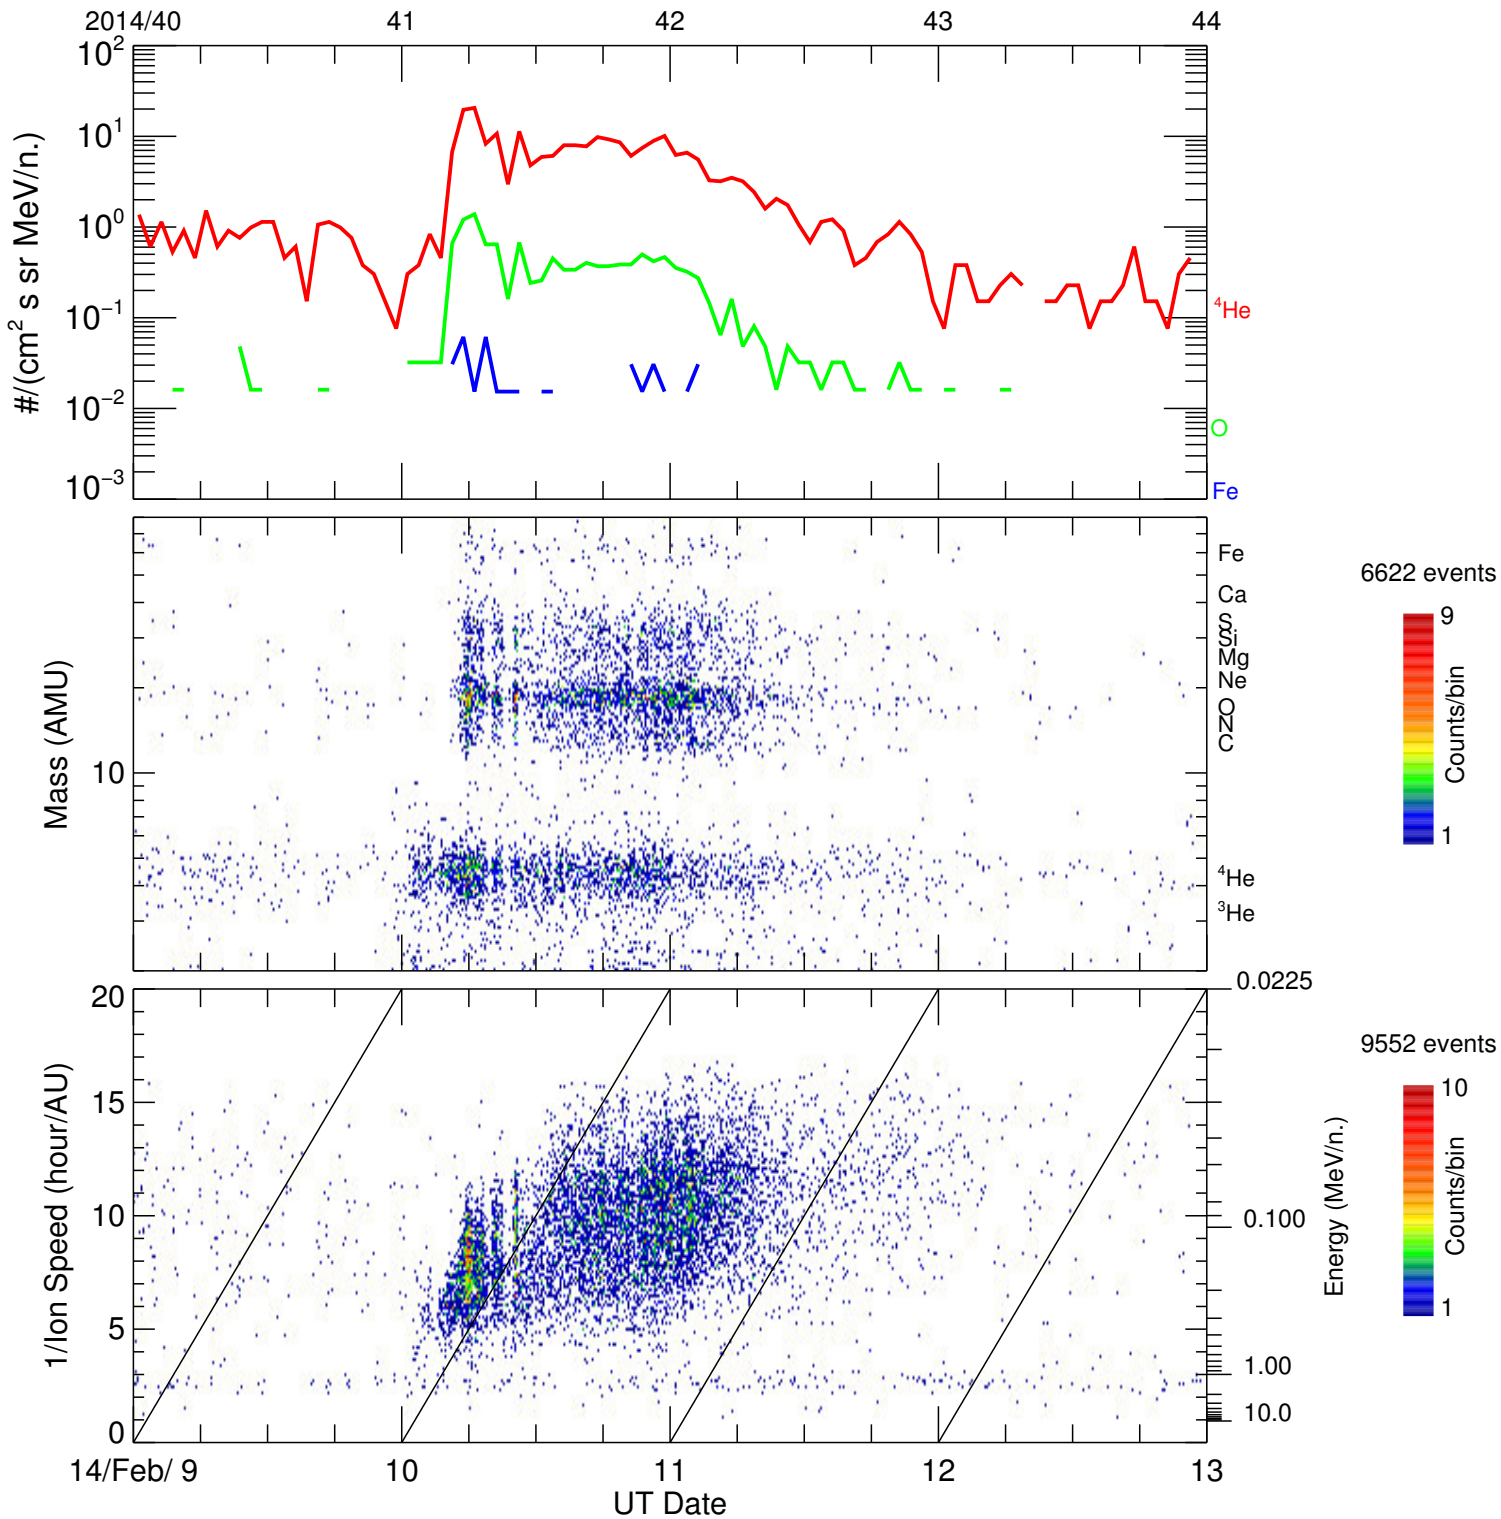 2014/40 41 42 43 44
10²
10¹
10⁰
10⁻¹
10⁻²
10⁻³
#/(cm² s sr MeV/n.)
⁴He
O
Fe
Mass (AMU)
10
Fe
Ca
S
Si
Mg
Ne
O
N
C
⁴He
³He
6622 events
9
Counts/bin
1
1/Ion Speed (hour/AU)
20
15
10
5
0
0.0225
0.100
1.00
10.0
Energy (MeV/n.)
9552 events
10
Counts/bin
1
14/Feb/ 9 10 11 12 13
UT Date